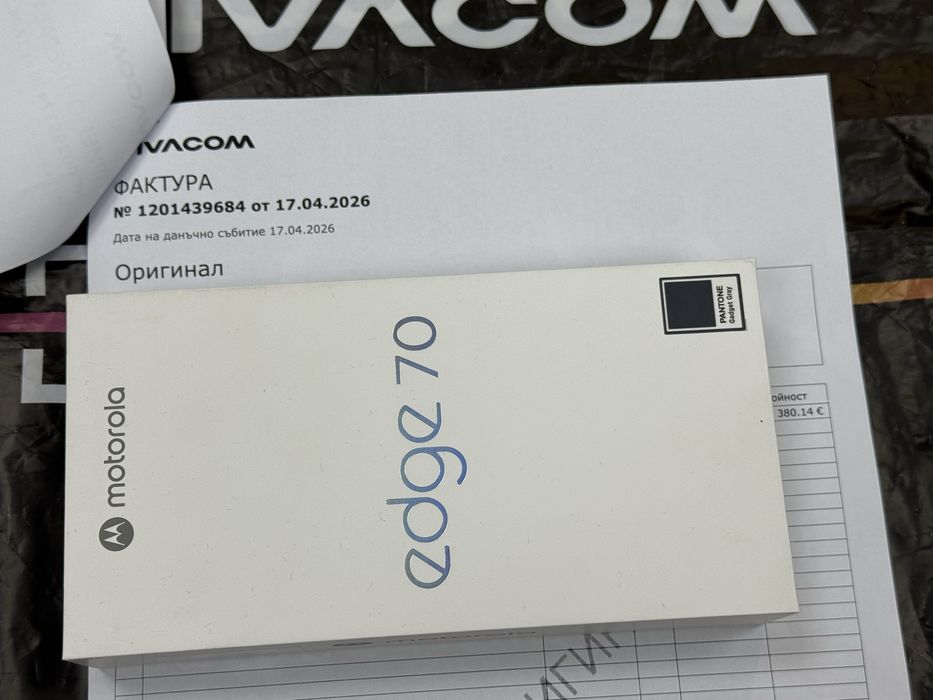 VIVACOM
VIVACOM
ФАКТУРА
№ 1201439684 от 17.04.2026
Дата на данъчно събитие 17.04.2026
Оригинал
PANTONE
Gadget Gray
motorola
edge 70
380.14 €